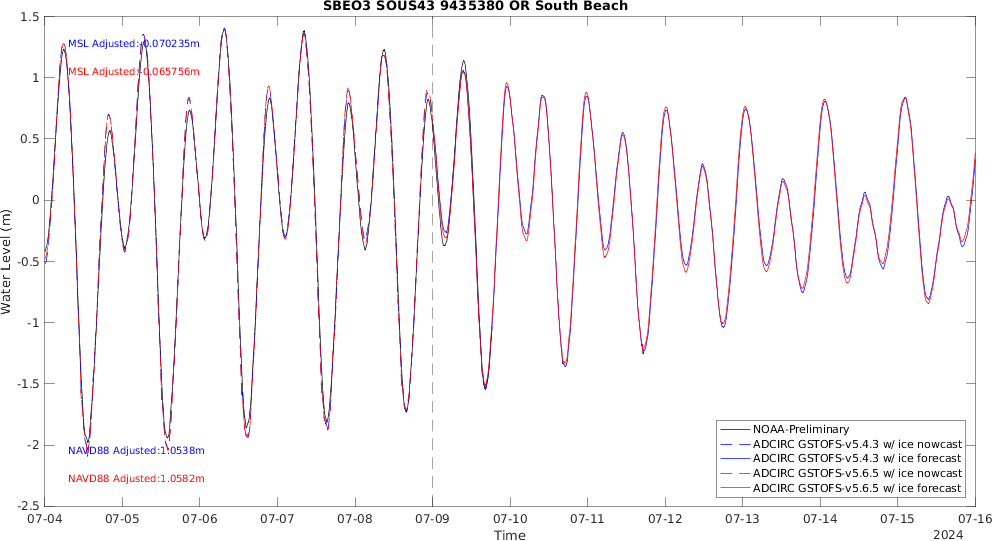 SBEO3 SOUS43 9435380 OR South Beach
1.5
1
0.5
0
-0.5
-1
-1.5
-2
-2.5
Water Level (m)
MSL Adjusted:-0.070235m
MSL Adjusted:-0.065756m
NAVD88 Adjusted:1.0538m
NAVD88 Adjusted:1.0582m
NOAA-Preliminary
ADCIRC GSTOFS-v5.4.3 w/ ice nowcast
ADCIRC GSTOFS-v5.4.3 w/ ice forecast
ADCIRC GSTOFS-v5.6.5 w/ ice nowcast
ADCIRC GSTOFS-v5.6.5 w/ ice forecast
07-04 07-05 07-06 07-07 07-08 07-09 07-10 07-11 07-12 07-13 07-14 07-15 07-16
Time
2024